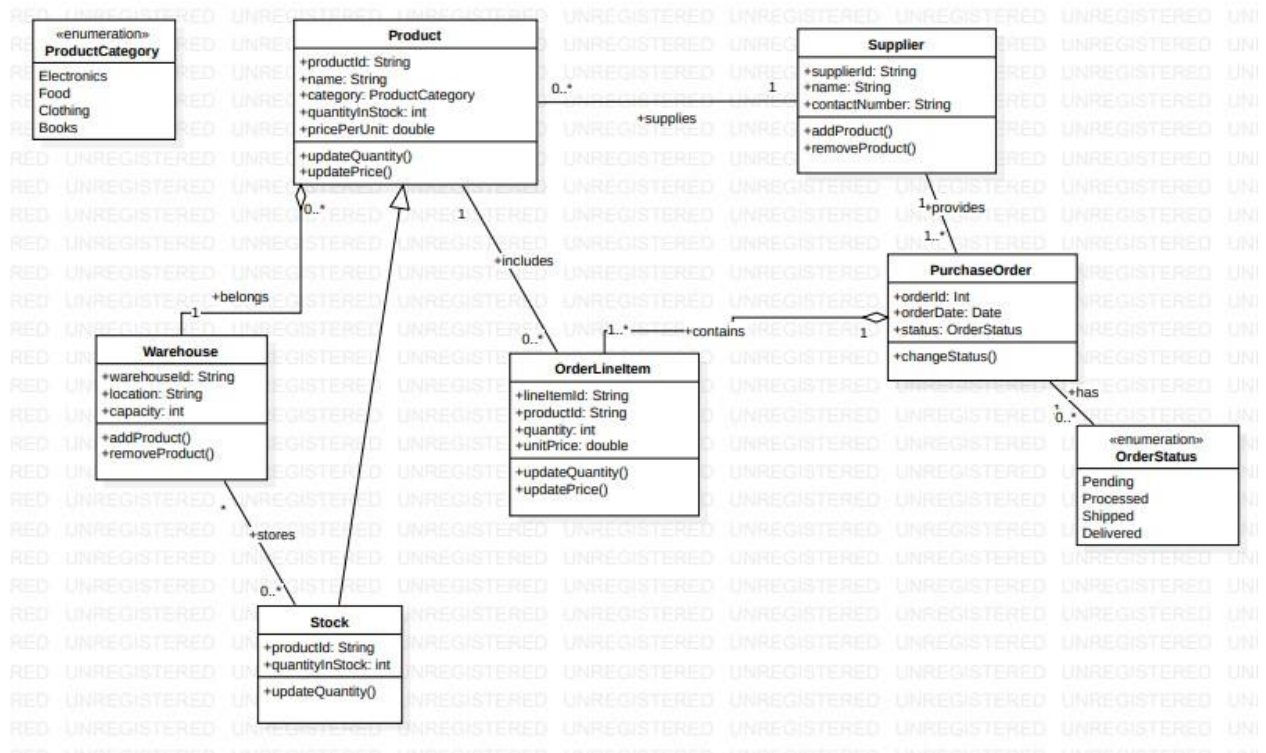 «enumeration»
ProductCategory
Electronics
Food
Clothing
Books
Product
+productId: String
+name: String
+category: ProductCategory
+quantityInStock: int
+pricePerUnit: double
+updateQuantity()
+updatePrice()
0..*
1
+supplies
Supplier
+supplierId: String
+name: String
+contactNumber: String
+addProduct()
+removeProduct()
1
+provides
1..*
PurchaseOrder
+orderId: Int
+orderDate: Date
+status: OrderStatus
+changeStatus()
0..*
+belongs
1
1
+includes
0..*
1..*
+contains
1
Warehouse
+warehouseId: String
+location: String
+capacity: int
+addProduct()
+removeProduct()
OrderLineItem
+lineItemId: String
+productId: String
+quantity: int
+unitPrice: double
+updateQuantity()
+updatePrice()
+has
*
0..*
«enumeration»
OrderStatus
Pending
Processed
Shipped
Delivered
*
+stores
0..*
Stock
+productId: String
+quantityInStock: int
+updateQuantity()
UNREGISTERED